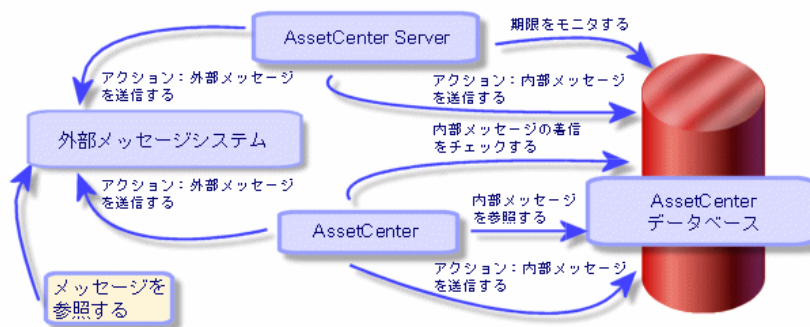 期限をモニタする
AssetCenter Server
アクション：外部メッセージ
を送信する
アクション：内部メッセージ
を送信する
外部メッセージシステム
内部メッセージの着信
をチェックする
アクション：外部メッセージ
を送信する
内部メッセージ
を参照する
AssetCenter
AssetCenter
データベース
アクション：内部メッセージ
を送信する
メッセージを
参照する